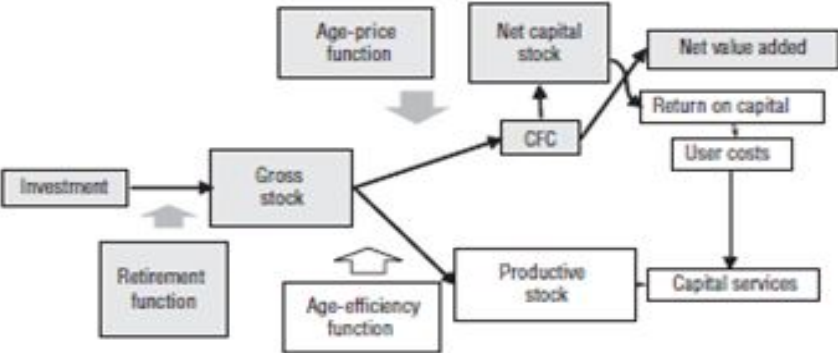 Age-price
function
Net capital
stock
Net value added
Return on capital
CFC
User costs
Investment
Gross
stock
Retirement
function
Age-efficiency
function
Productive
stock
Capital services